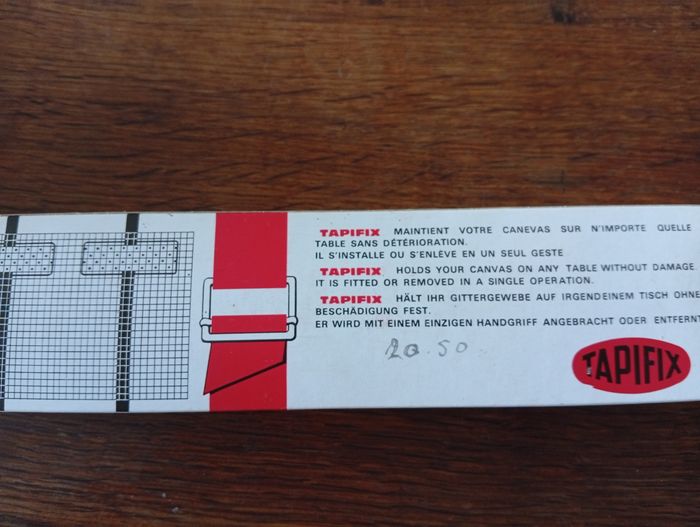 TAPIFIX MAINTIENT VOTRE CANEVAS SUR N'IMPORTE QUELLE
TABLE SANS DÉTÉRIORATION.
IL S'INSTALLE OU S'ENLEVE EN UN SEUL GESTE
TAPIFIX HOLDS YOUR CANVAS ON ANY TABLE WITHOUT DAMAGE.
IT IS FITTED OR REMOVED IN A SINGLE OPERATION.
TAPIFIX HÄLT IHR GITTERGEWEBE AUF IRGENDEINEM TISCH OHNE
BESCHÄDIGUNG FEST.
ER WIRD MIT EINEM EINZIGEN HANDGRIFF ANGEBRACHT ODER ENTFERNT
20.50
TAPIFIX